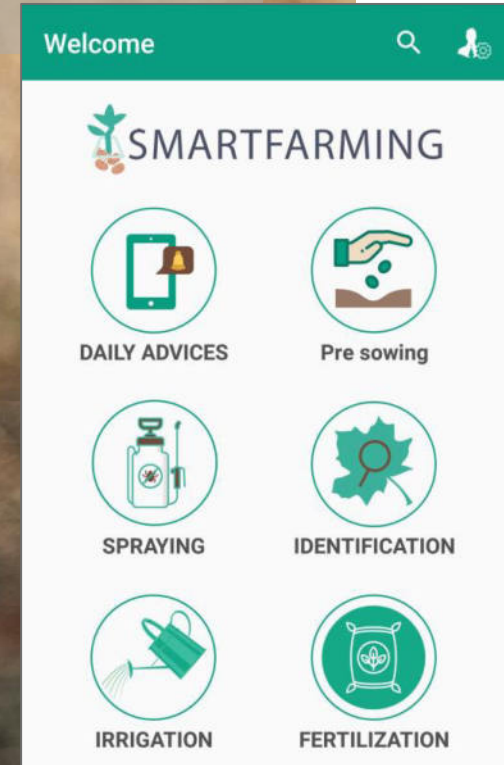 Welcome
SMARTFARMING
DAILY ADVICES Pre sowing
SPRAYING IDENTIFICATION
IRRIGATION FERTILIZATION